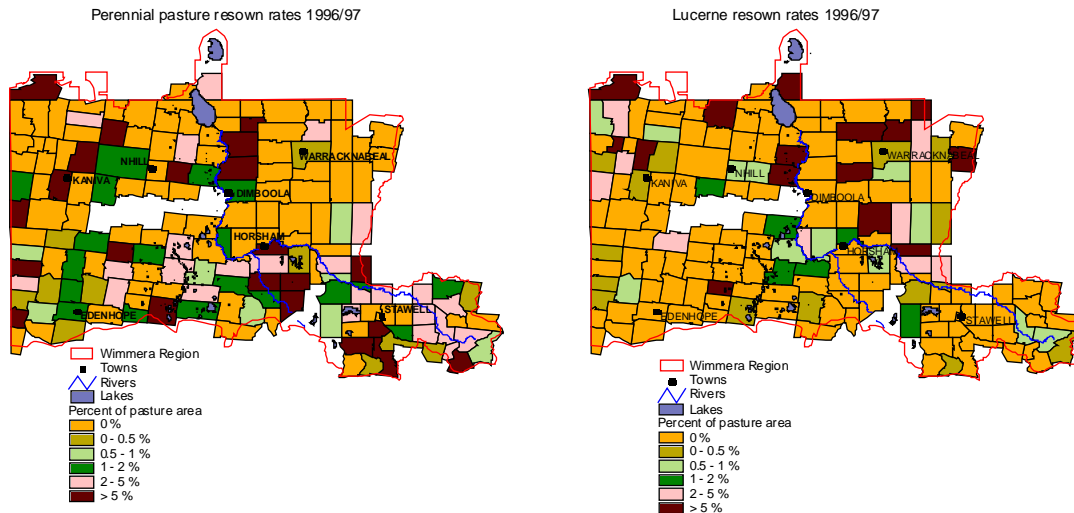 Perennial pasture resown rates 1996/97
WARRACKNABEAL
NHILL
KANIVA
DIMBOOLA
HORSHAM
EDENHOPE
STAWELL
Wimmera Region
Towns
Rivers
Lakes
Percent of pasture area
0 %
0 - 0.5 %
0.5 - 1 %
1 - 2 %
2 - 5 %
> 5 %
Lucerne resown rates 1996/97
WARRACKNABEAL
NHILL
KANIVA
DIMBOOLA
HORSHAM
EDENHOPE
STAWELL
Wimmera Region
Towns
Rivers
Lakes
Percent of pasture area
0 %
0 - 0.5 %
0.5 - 1 %
1 - 2 %
2 - 5 %
> 5 %